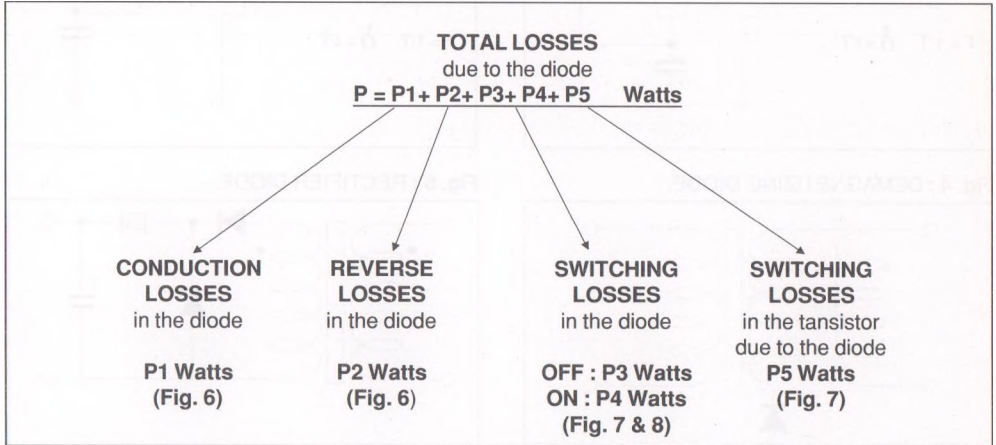 TOTAL LOSSES
due to the diode
P = P1+ P2+ P3+ P4+ P5 Watts
CONDUCTION
LOSSES
in the diode
P1 Watts
(Fig. 6)
REVERSE
LOSSES
in the diode
P2 Watts
(Fig. 6)
SWITCHING
LOSSES
in the diode
OFF : P3 Watts
ON : P4 Watts
(Fig. 7 & 8)
SWITCHING
LOSSES
in the tansistor
due to the diode
P5 Watts
(Fig. 7)